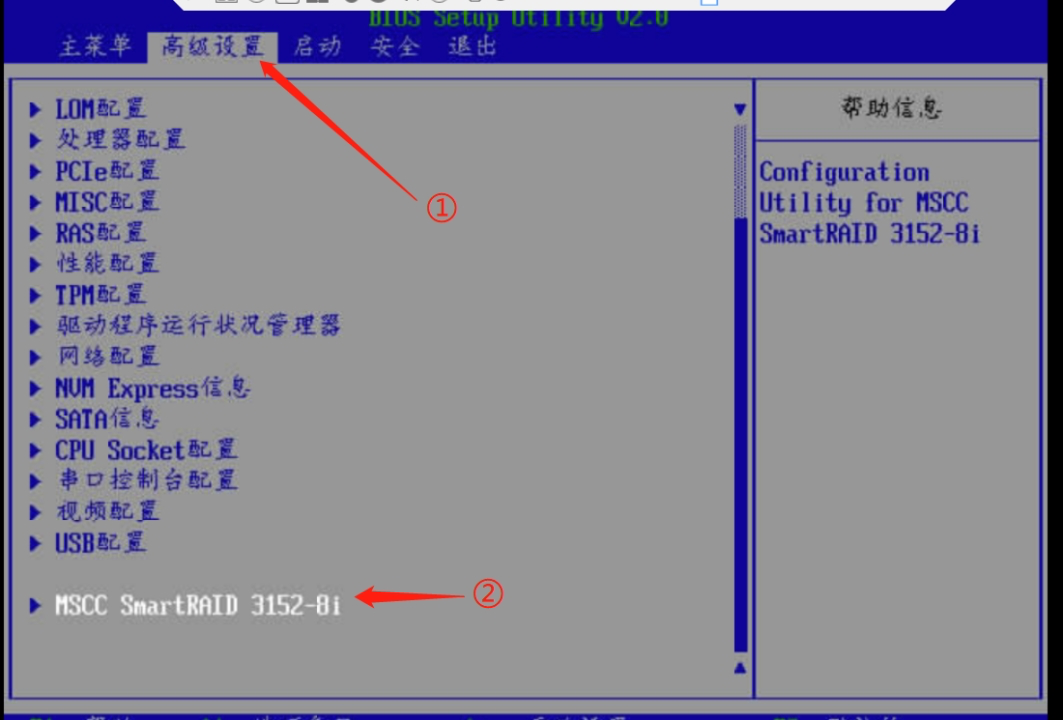 BIOS Setup Utility V2.0
主菜单 高级设置 启动 安全 退出
LOM配置
处理器配置
PCIe配置
MISC配置
RAS配置
性能配置
TPM配置
驱动程序运行状况管理器
网络配置
NVM Express信息
SATA信息
CPU Socket配置
串口控制台配置
视频配置
USB配置
MSCC SmartRAID 3152-8i
①
②
帮助信息
Configuration
Utility for MSCC
SmartRAID 3152-8i